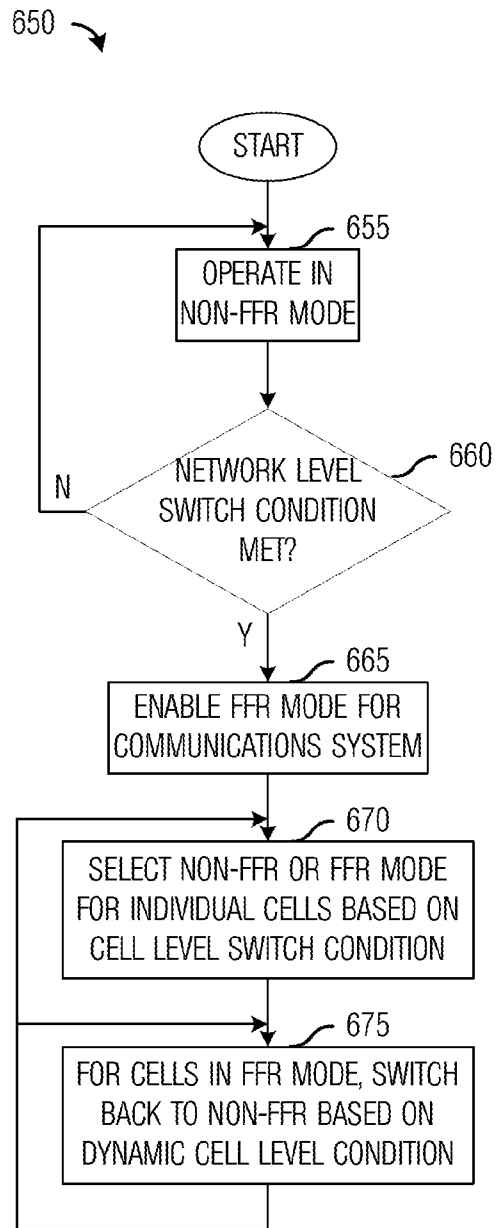 650
START
655
OPERATE IN
NON-FFR MODE
660
NETWORK LEVEL
SWITCH CONDITION
MET?
N
Y
665
ENABLE FFR MODE FOR
COMMUNICATIONS SYSTEM
670
SELECT NON-FFR OR FFR MODE
FOR INDIVIDUAL CELLS BASED ON
CELL LEVEL SWITCH CONDITION
675
FOR CELLS IN FFR MODE, SWITCH
BACK TO NON-FFR BASED ON
DYNAMIC CELL LEVEL CONDITION